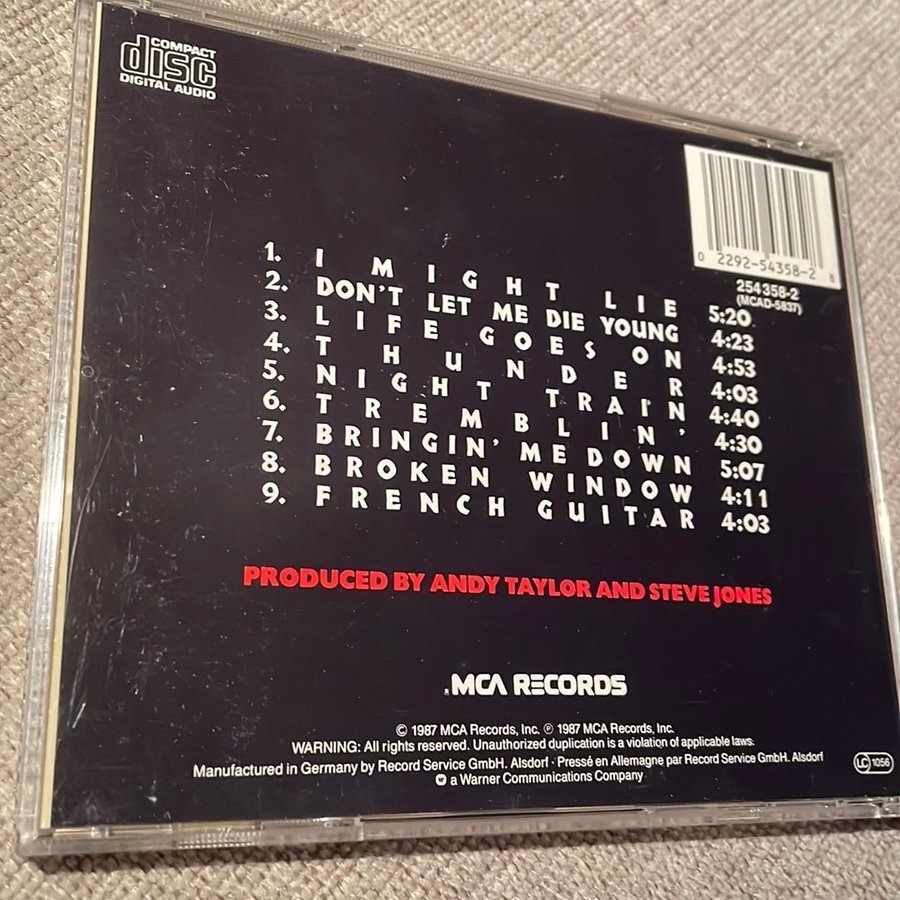 COMPACT
disc
DIGITAL AUDIO
0 2292-54358-2 8
254 358-2
(MCAD-5837)
1. I MIGHT LIE 5:20
2. DON'T LET ME DIE YOUNG 4:23
3. LIFE GOES ON 4:53
4. THUNDER 4:03
5. NIGHT TRAIN 4:40
6. TREMBLIN' 4:30
7. BRINGIN' ME DOWN 5:07
8. BROKEN WINDOW 4:11
9. FRENCH GUITAR 4:03
PRODUCED BY ANDY TAYLOR AND STEVE JONES
MCA RECORDS
© 1987 MCA Records, Inc. ℗ 1987 MCA Records, Inc.
WARNING: All rights reserved. Unauthorized duplication is a violation of applicable laws.
Manufactured in Germany by Record Service GmbH. Alsdorf · Pressé en Allemagne par Record Service GmbH. Alsdorf
LC 1056
a Warner Communications Company